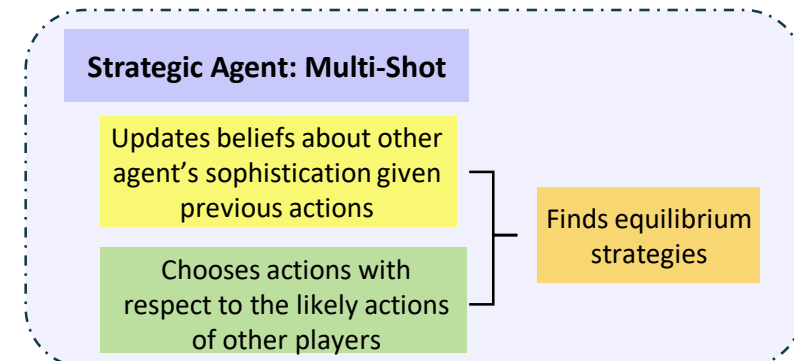 Strategic Agent: Multi-Shot
Updates beliefs about other
agent’s sophistication given
previous actions
Finds equilibrium
strategies
Chooses actions with
respect to the likely actions
of other players